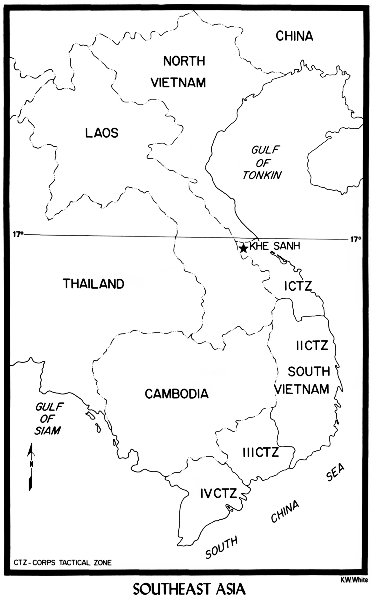 CHINA
NORTH
VIETNAM
LAOS
GULF
OF
TONKIN
17°
17°
KHE SANH
THAILAND
ICTZ
IICTZ
SOUTH
VIETNAM
CAMBODIA
GULF
OF
SIAM
IIICTZ
IVCTZ
SOUTH CHINA SEA
N
CTZ - CORPS TACTICAL ZONE
K.W. White
SOUTHEAST ASIA